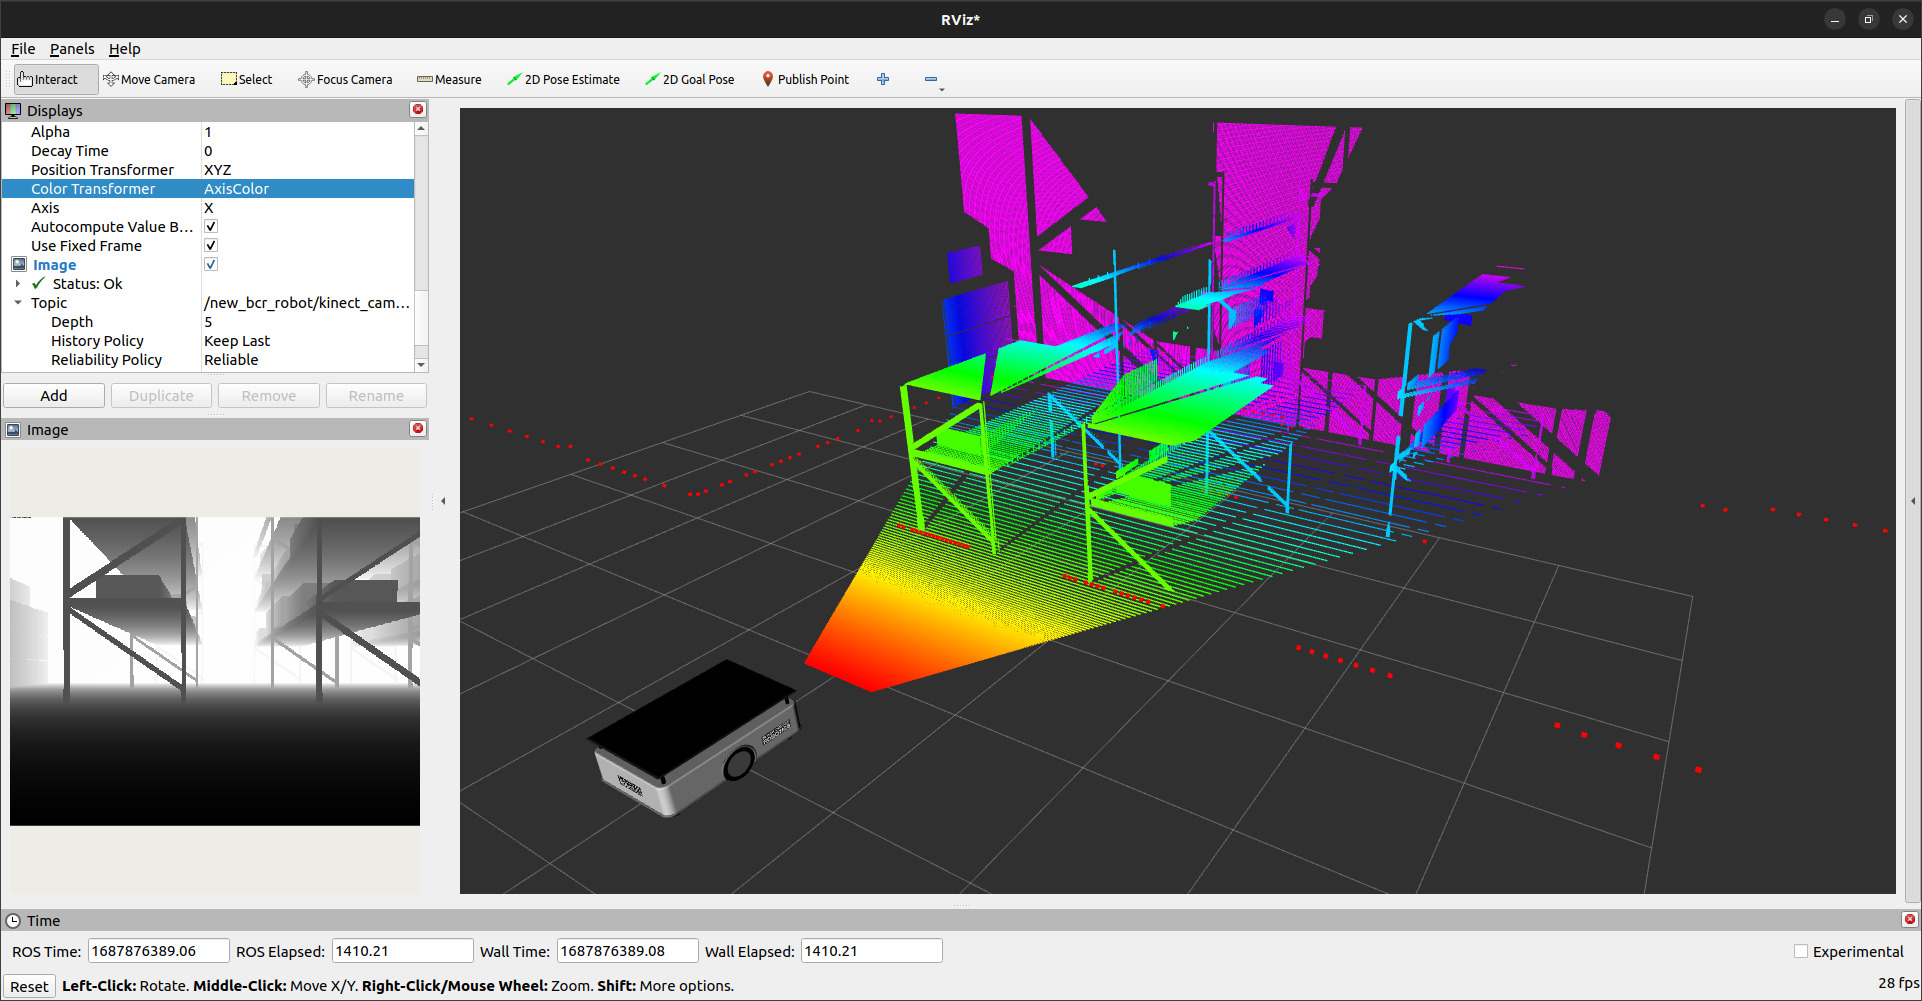 RViz*
File Panels Help
Interact Move Camera Select Focus Camera Measure 2D Pose Estimate 2D Goal Pose Publish Point
Displays
Alpha 1
Decay Time 0
Position Transformer XYZ
Color Transformer AxisColor
Axis X
Autocompute Value B...
Use Fixed Frame
Image
Status: Ok
Topic /new_bcr_robot/kinect_cam...
Depth 5
History Policy Keep Last
Reliability Policy Reliable
Add Duplicate Remove Rename
Image
Time
ROS Time: 1687876389.06 ROS Elapsed: 1410.21 Wall Time: 1687876389.08 Wall Elapsed: 1410.21 Experimental
Reset Left-Click: Rotate. Middle-Click: Move X/Y. Right-Click/Mouse Wheel: Zoom. Shift: More options. 28 fps